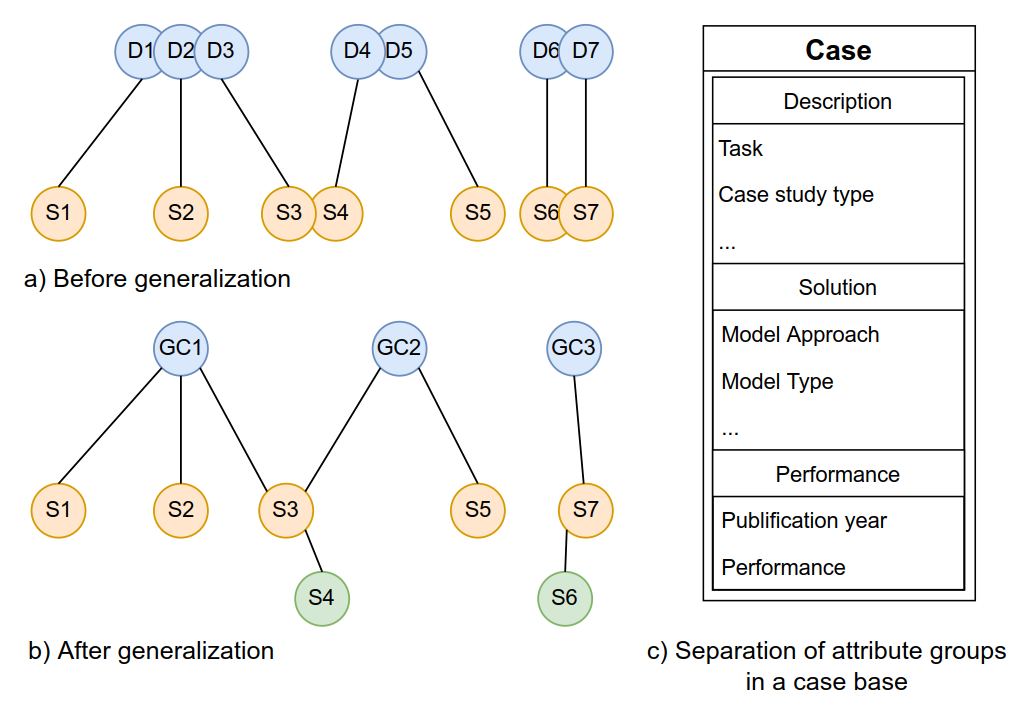 D1 D2 D3 D4 D5 D6 D7
S1 S2 S3 S4 S5 S6 S7
a) Before generalization
GC1 GC2 GC3
S1 S2 S3 S5 S7
S4 S6
b) After generalization
Case
Description
Task
Case study type
...
Solution
Model Approach
Model Type
...
Performance
Publification year
Performance
c) Separation of attribute groups
in a case base